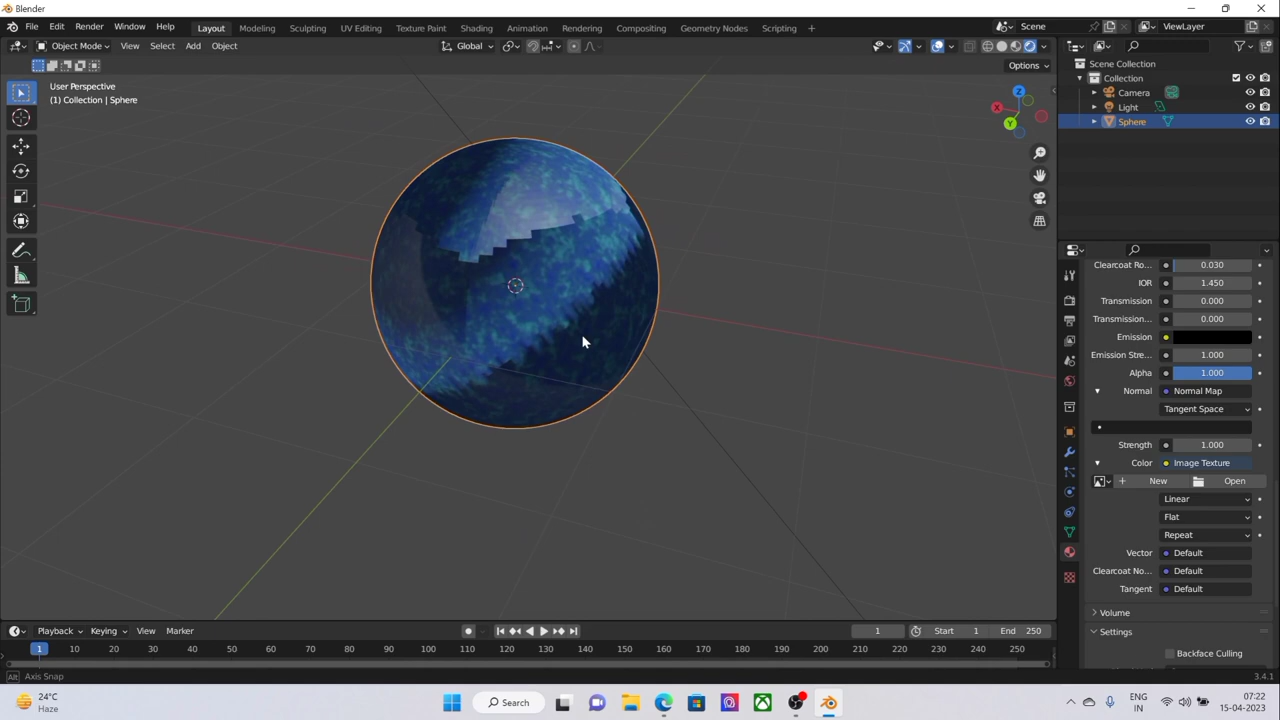 Blender
File Edit Render Window Help Layout Modeling Sculpting UV Editing Texture Paint Shading Animation Rendering Compositing Geometry Nodes Scripting + Scene ViewLayer
Object Mode View Select Add Object Global
Options
User Perspective
(1) Collection | Sphere
Z
X
Y
Scene Collection
Collection
Camera
Light
Sphere
Clearcoat Ro... 0.030
IOR 1.450
Transmission 0.000
Transmission... 0.000
Emission
Emission Stre... 1.000
Alpha 1.000
Normal Normal Map
Tangent Space
Strength 1.000
Color Image Texture
+ New Open
Linear
Flat
Repeat
Vector Default
Clearcoat No... Default
Tangent Default
Volume
Settings
Backface Culling
Playback Keying View Marker 1 Start 1 End 250
1 10 20 30 40 50 60 70 80 90 100 110 120 130 140 150 160 170 180 190 200 210 220 230 240 250
Alt Axis Snap 3.4.1
24°C
Haze
Search
ENG
IN
07:22
15-04-2023